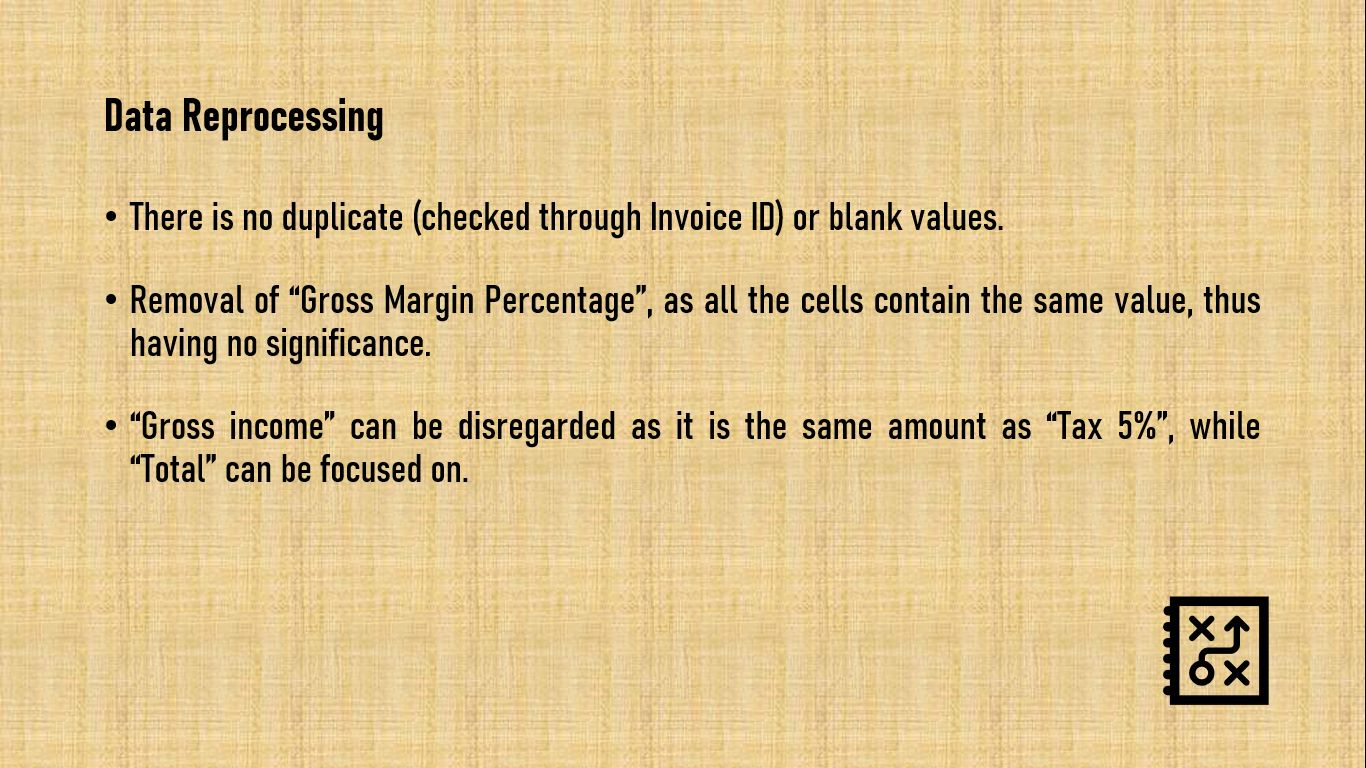 Data Reprocessing
• There is no duplicate (checked through Invoice ID) or blank values.
• Removal of “Gross Margin Percentage”, as all the cells contain the same value, thus
having no significance.
• “Gross income” can be disregarded as it is the same amount as “Tax 5%”, while
“Total” can be focused on.